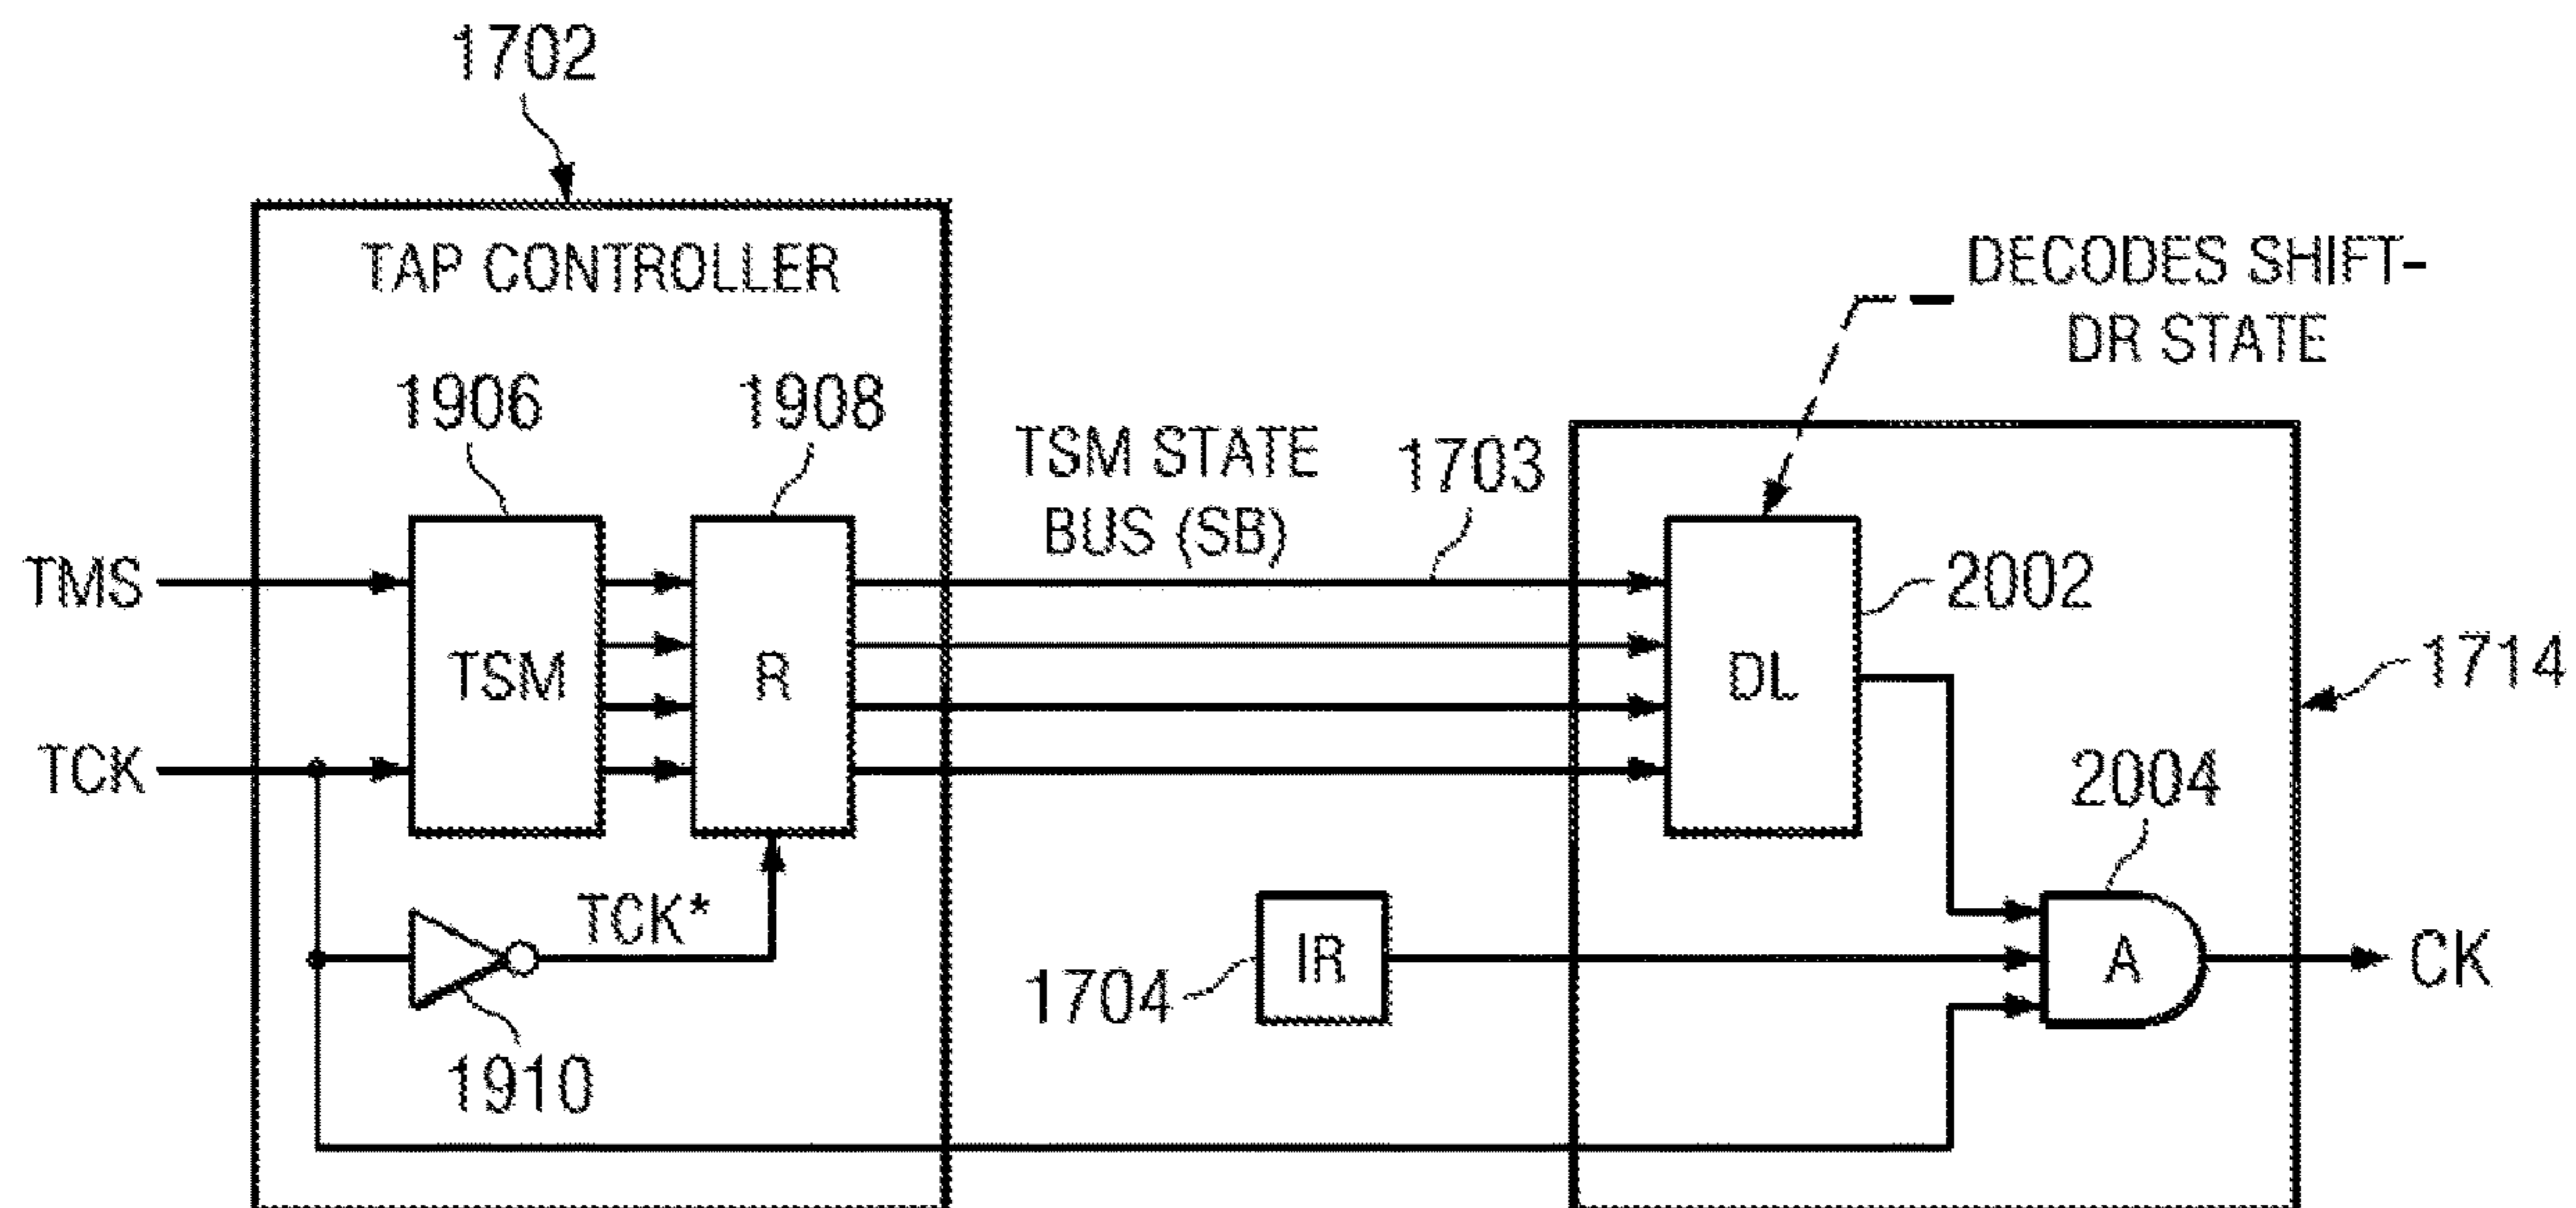 1702
TAP CONTROLLER
DECODES SHIFT-
DR STATE
1906
1908
TSM STATE
BUS (SB)
1703
TMS
TSM
R
DL
2002
1714
TCK
2004
TCK*
IR
A
CK
1704
1910